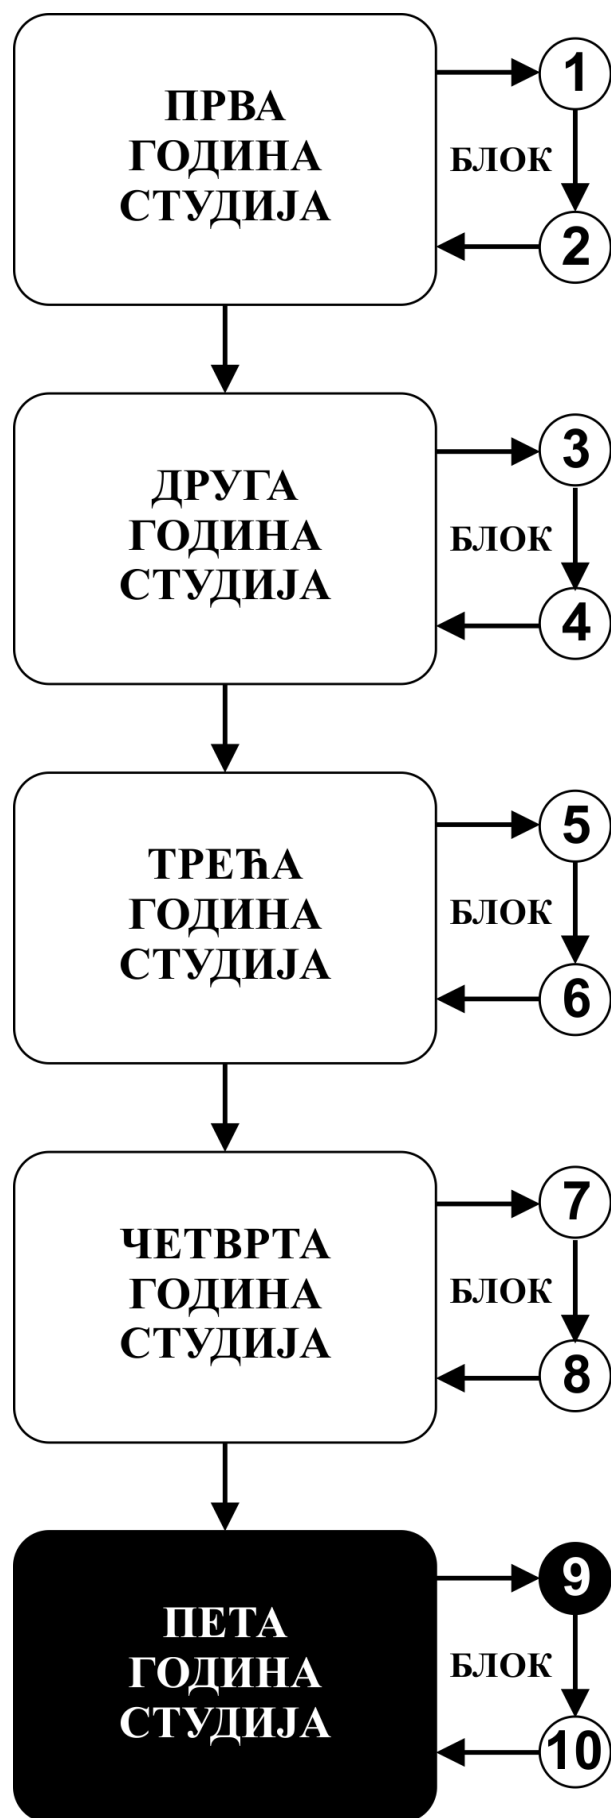 ПРВА
ГОДИНА
СТУДИЈА
1
БЛОК
2
ДРУГА
ГОДИНА
СТУДИЈА
3
БЛОК
4
ТРЕЋА
ГОДИНА
СТУДИЈА
5
БЛОК
6
ЧЕТВРТА
ГОДИНА
СТУДИЈА
7
БЛОК
8
ПЕТА
ГОДИНА
СТУДИЈА
9
БЛОК
10